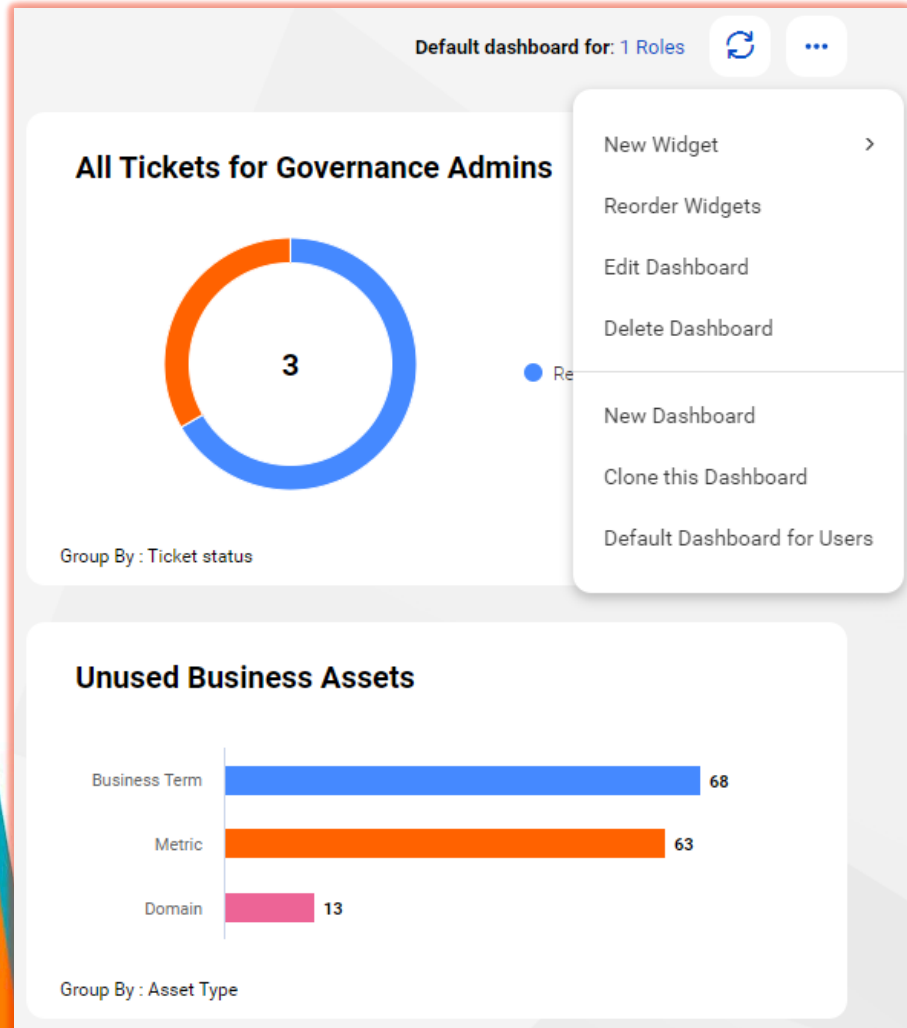 Default dashboard for: 1 Roles
All Tickets for Governance Admins
3
Group By : Ticket status
New Widget
Reorder Widgets
Edit Dashboard
Delete Dashboard
New Dashboard
Clone this Dashboard
Default Dashboard for Users
Unused Business Assets
Business Term 68
Metric 63
Domain 13
Group By : Asset Type